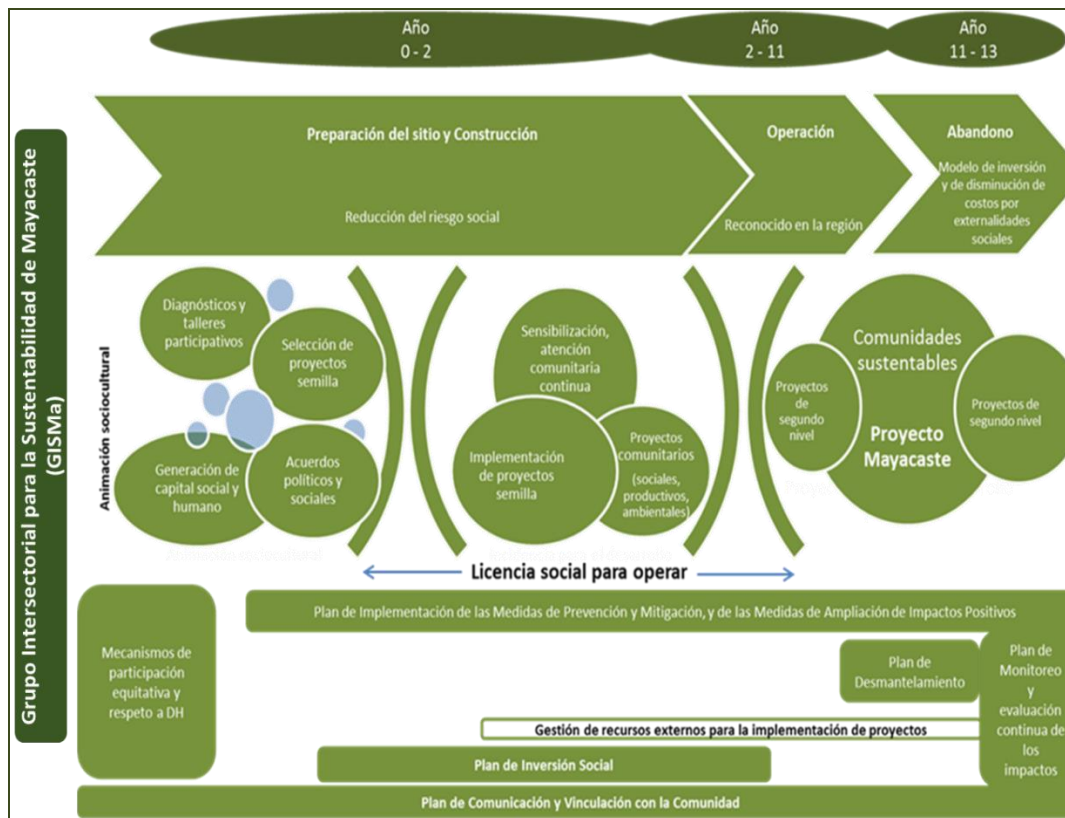 Grupo Intersectorial para la Sustentabilidad de Mayacaste
(GISMa)
Año
0 - 2
Año
2 - 11
Año
11 - 13
Preparación del sitio y Construcción
Reducción del riesgo social
Operación
Reconocido en la región
Abandono
Modelo de inversión
y de disminución de
costos por
externalidades
sociales
Animación sociocultural
Diagnósticos y
talleres
participativos
Selección de
proyectos
semilla
Generación de
capital social y
humano
Acuerdos
políticos y
sociales
Sensibilización,
atención
comunitaria
continua
Implementación
de proyectos
semilla
Proyectos
comunitarios
(sociales,
productivos,
ambientales)
Proyectos
de
segundo
nivel
Comunidades
sustentables
Proyecto
Mayacaste
Proyectos de
segundo nivel
Licencia social para operar
Mecanismos de
participación
equitativa y
respeto a DH
Plan de Implementación de las Medidas de Prevención y Mitigación, y de las Medidas de Ampliación de Impactos Positivos
Plan de
Desmantelamiento
Plan de
Monitoreo
y
evaluación
continua de
los
impactos
Gestión de recursos externos para la implementación de proyectos
Plan de Inversión Social
Plan de Comunicación y Vinculación con la Comunidad